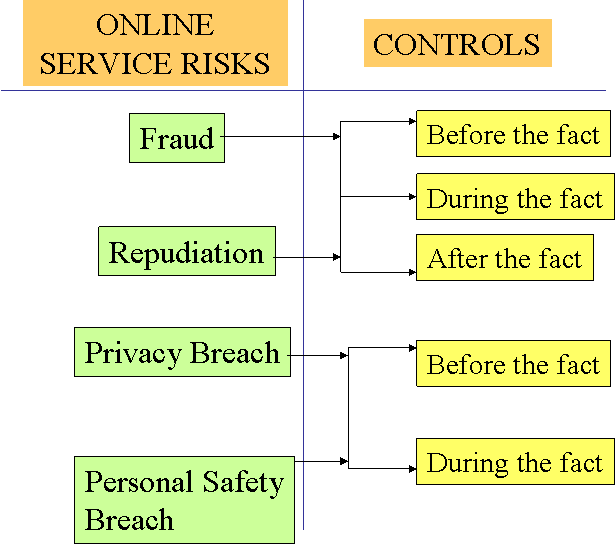 ONLINE
SERVICE RISKS
CONTROLS
Fraud
Before the fact
During the fact
Repudiation
After the fact
Privacy Breach
Before the fact
Personal Safety
Breach
During the fact